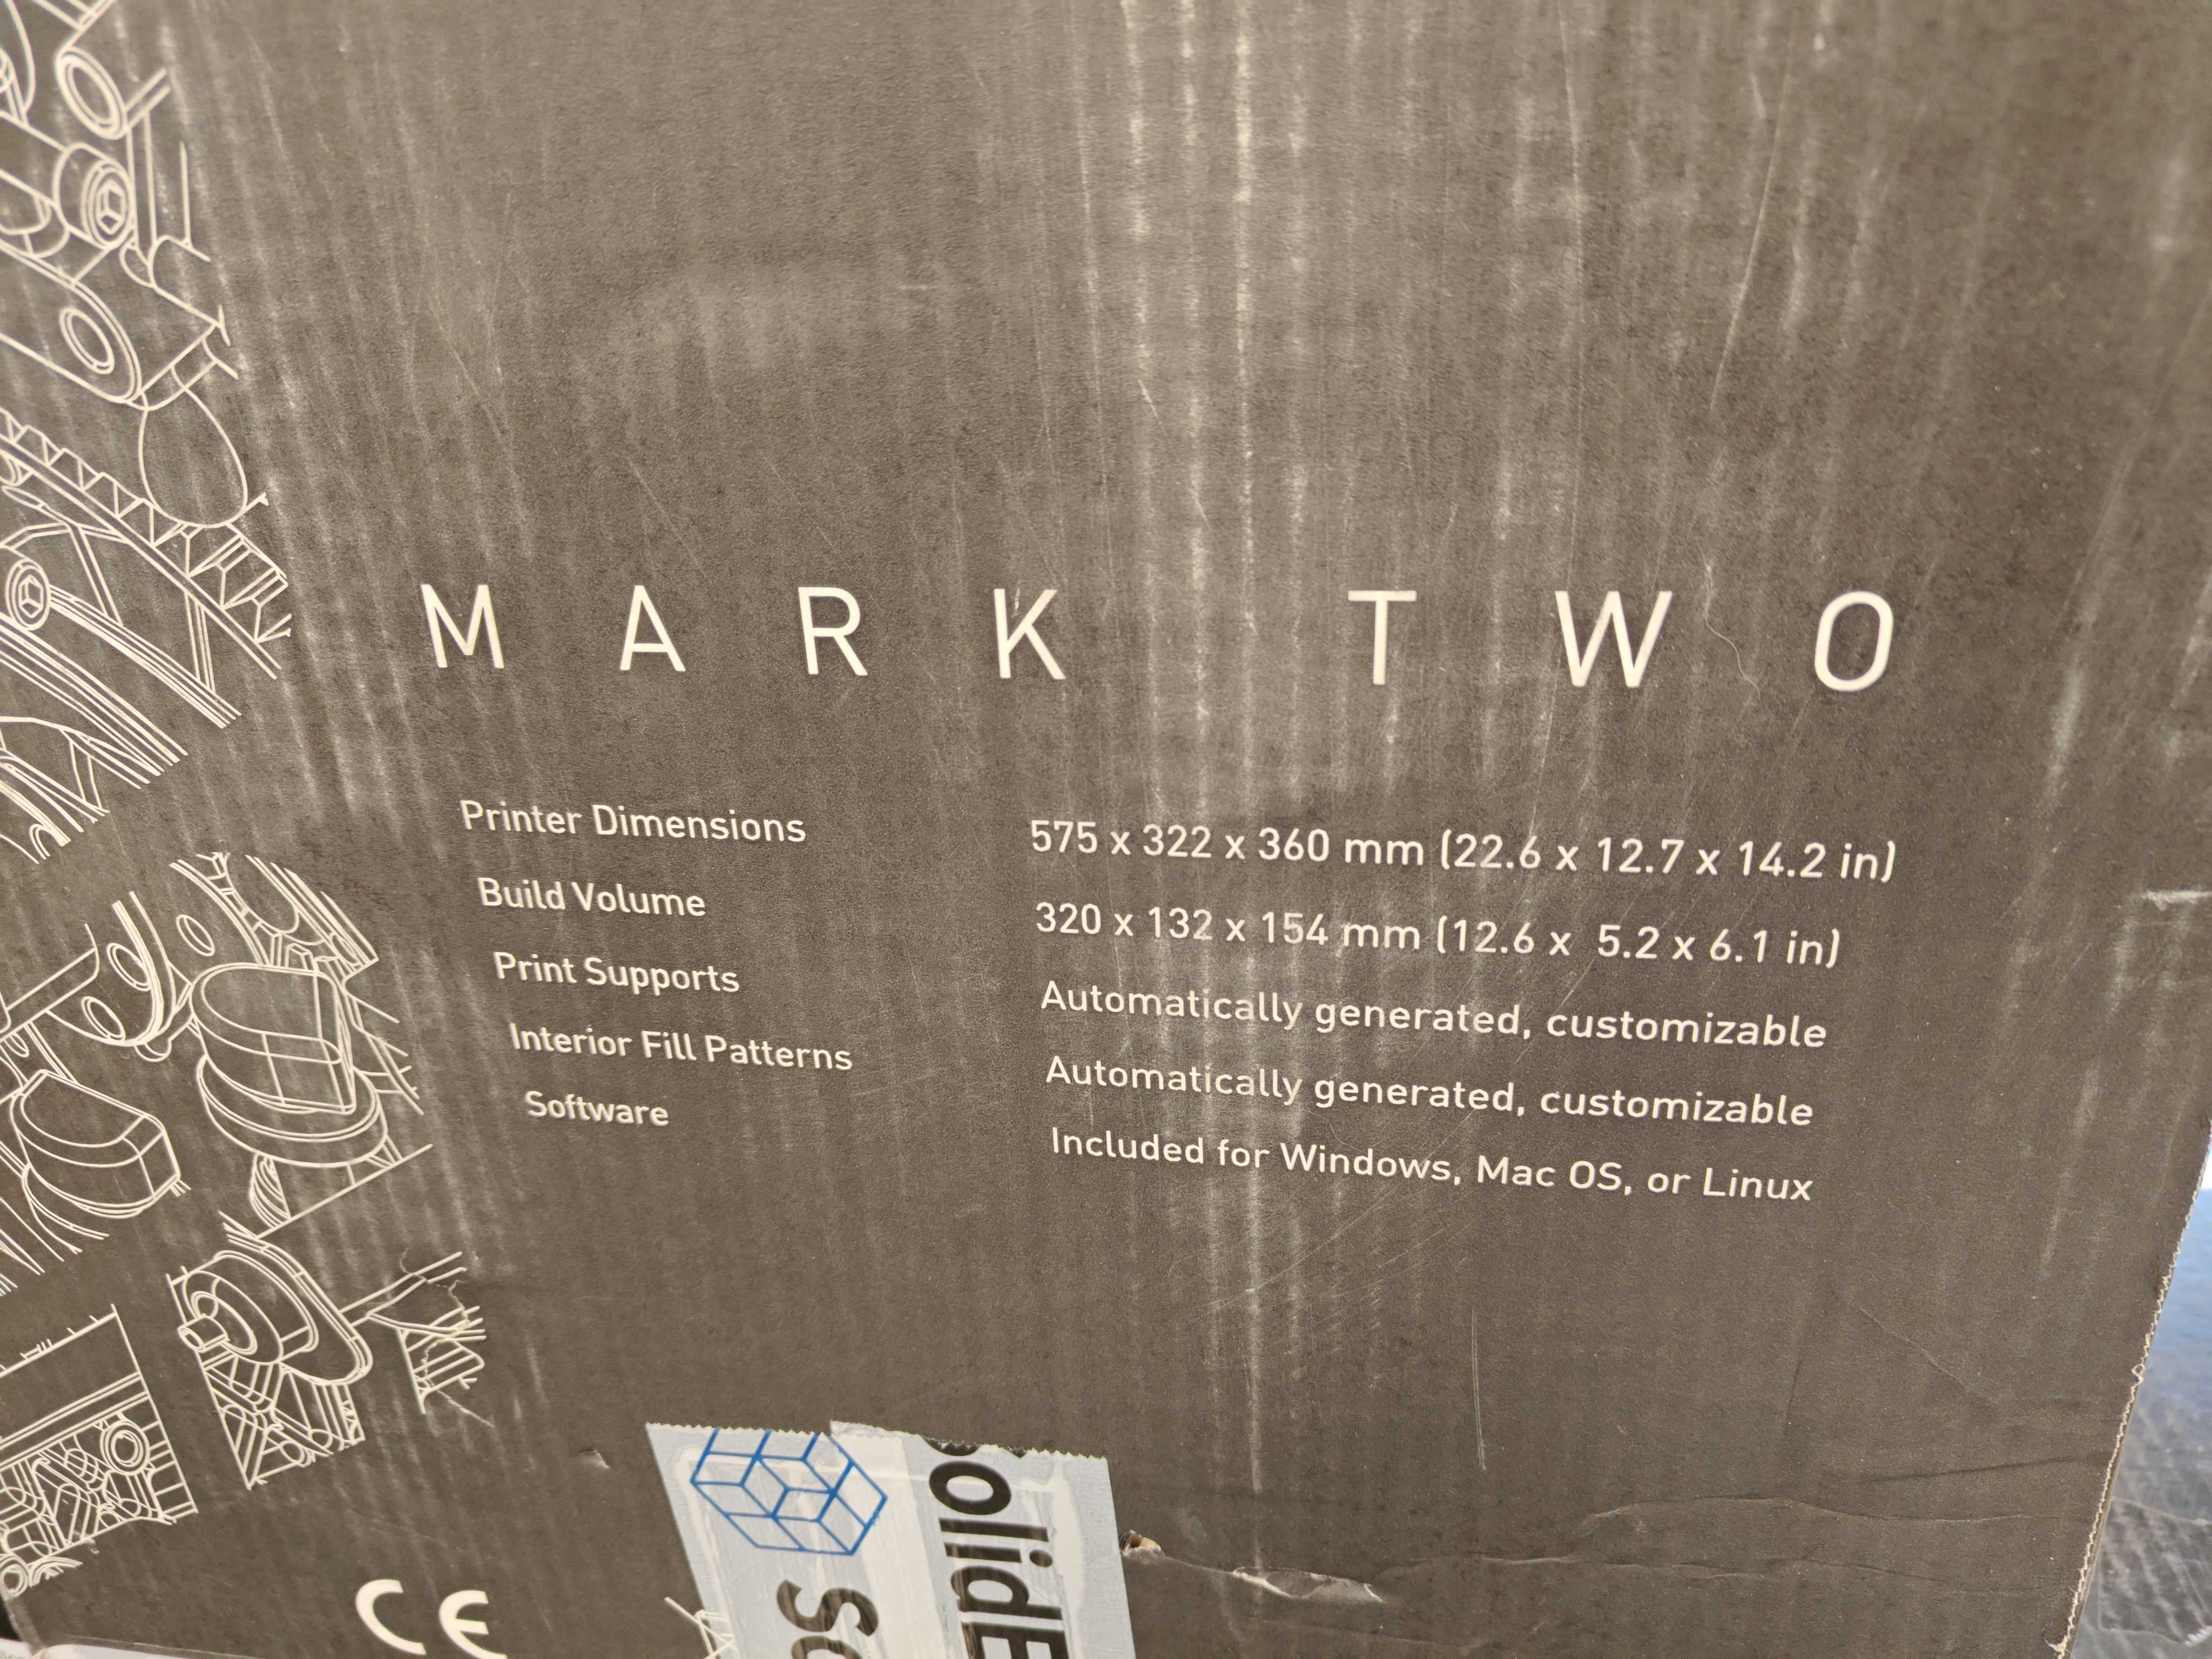 MARK TWO
Printer Dimensions 575 x 322 x 360 mm (22.6 x 12.7 x 14.2 in)
Build Volume 320 x 132 x 154 mm (12.6 x 5.2 x 6.1 in)
Print Supports Automatically generated, customizable
Interior Fill Patterns Automatically generated, customizable
Software Included for Windows, Mac OS, or Linux
CE